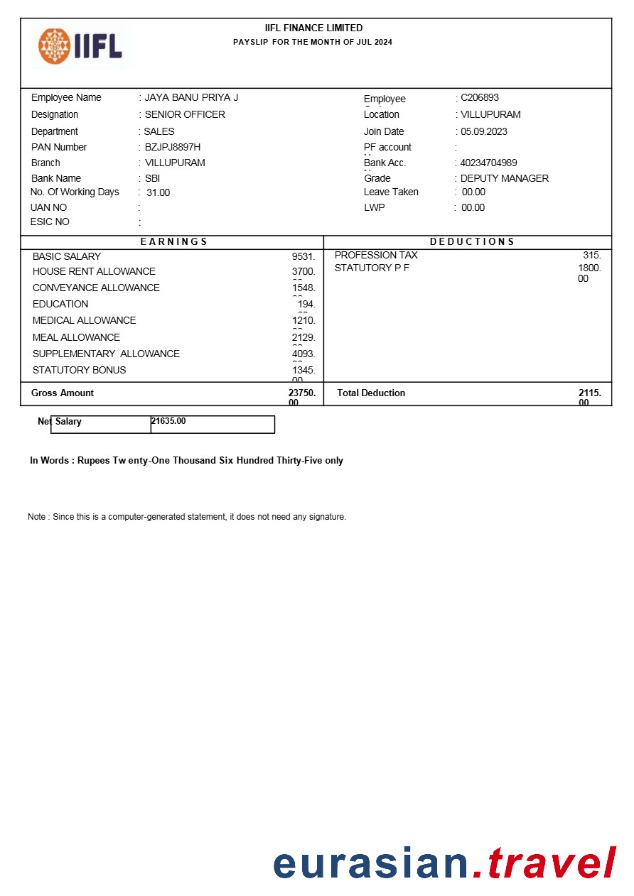 IIFL
IIFL FINANCE LIMITED
PAYSLIP FOR THE MONTH OF JUL 2024
Employee Name : JAYA BANU PRIYA J Employee : C206893
Designation : SENIOR OFFICER Location : VILLUPURAM
Department : SALES Join Date : 05.09.2023
PAN Number : BZJPJ8897H PF account :
Branch : VILLUPURAM Bank Acc. : 40234704989
Bank Name : SBI Grade : DEPUTY MANAGER
No. Of Working Days : 31.00 Leave Taken : 00.00
UAN NO : LWP : 00.00
ESIC NO :
EARNINGS DEDUCTIONS
BASIC SALARY 9531. PROFESSION TAX 315.
HOUSE RENT ALLOWANCE 3700. STATUTORY P F 1800.
00
CONVEYANCE ALLOWANCE 1548.
EDUCATION 194.
MEDICAL ALLOWANCE 1210.
MEAL ALLOWANCE 2129.
SUPPLEMENTARY ALLOWANCE 4093.
STATUTORY BONUS 1345.
00
Gross Amount 23750. Total Deduction 2115.
00 00
Net Salary 21635.00
In Words : Rupees Tw enty-One Thousand Six Hundred Thirty-Five only
Note : Since this is a computer-generated statement, it does not need any signature.
eurasian.travel